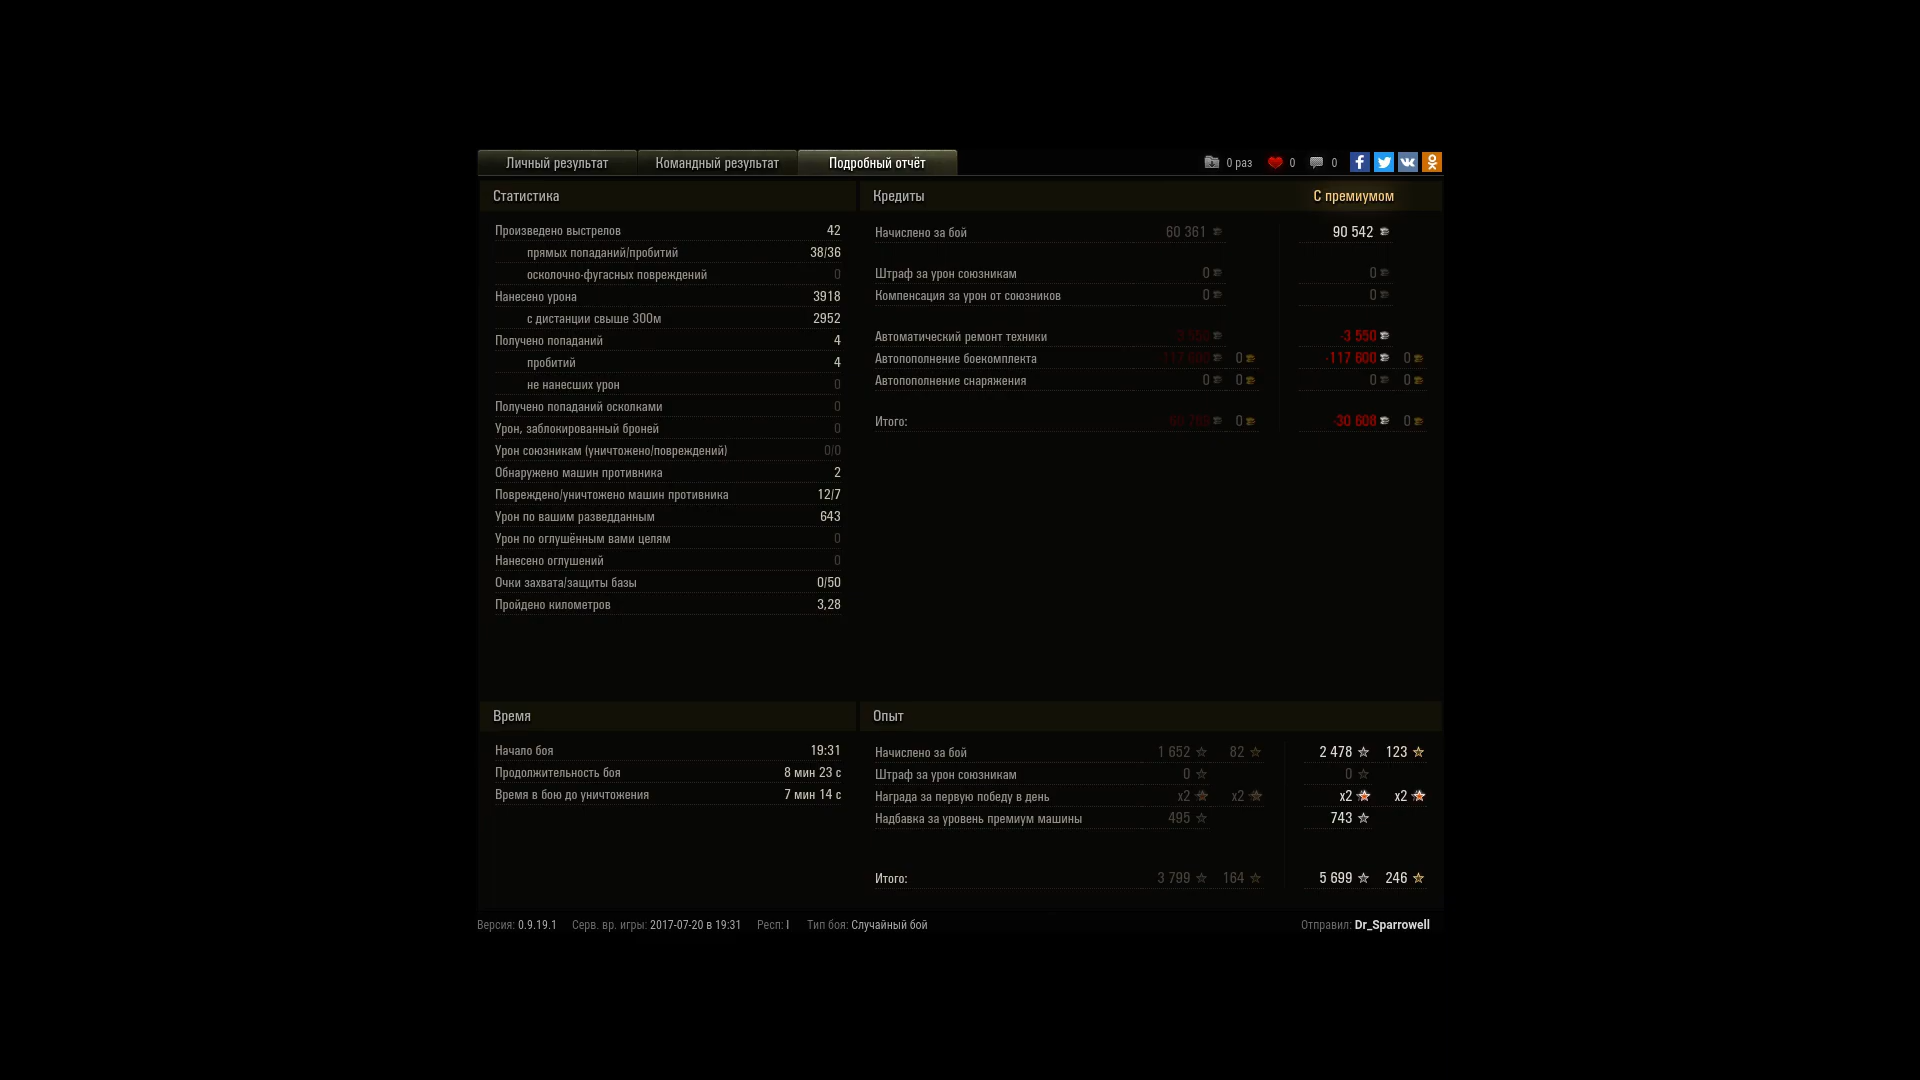 Личный результат Командный результат Подробный отчёт 0 раз 0 0
Статистика
Произведено выстрелов 42
прямых попаданий/пробитий 38/36
осколочно-фугасных повреждений 0
Нанесено урона 3918
с дистанции свыше 300м 2952
Получено попаданий 4
пробитий 4
не нанесших урон 0
Получено попаданий осколками 0
Урон, заблокированный броней 0
Урон союзникам (уничтожено/повреждений) 0/0
Обнаружено машин противника 2
Повреждено/уничтожено машин противника 12/7
Урон по вашим разведданным 643
Урон по оглушённым вами целям 0
Нанесено оглушений 0
Очки захвата/защиты базы 0/50
Пройдено километров 3,28
Кредиты С премиумом
Начислено за бой 60 361 90 542
Штраф за урон союзникам 0 0
Компенсация за урон от союзников 0 0
Автоматический ремонт техники -3 550
Автопополнение боекомплекта 0 -117 600 0
Автопополнение снаряжения 0 0 0 0
Итого: 0 -30 608 0
Время
Начало боя 19:31
Продолжительность боя 8 мин 23 с
Время в бою до уничтожения 7 мин 14 с
Опыт
Начислено за бой 1 652 82 2 478 123
Штраф за урон союзникам 0 0
Награда за первую победу в день x2 x2 x2 x2
Надбавка за уровень премиум машины 495 743
Итого: 3 799 164 5 699 246
Версия: 0.9.19.1 Серв. вр. игры: 2017-07-20 в 19:31 Респ: I Тип боя: Случайный бой Отправил: Dr_Sparrowell